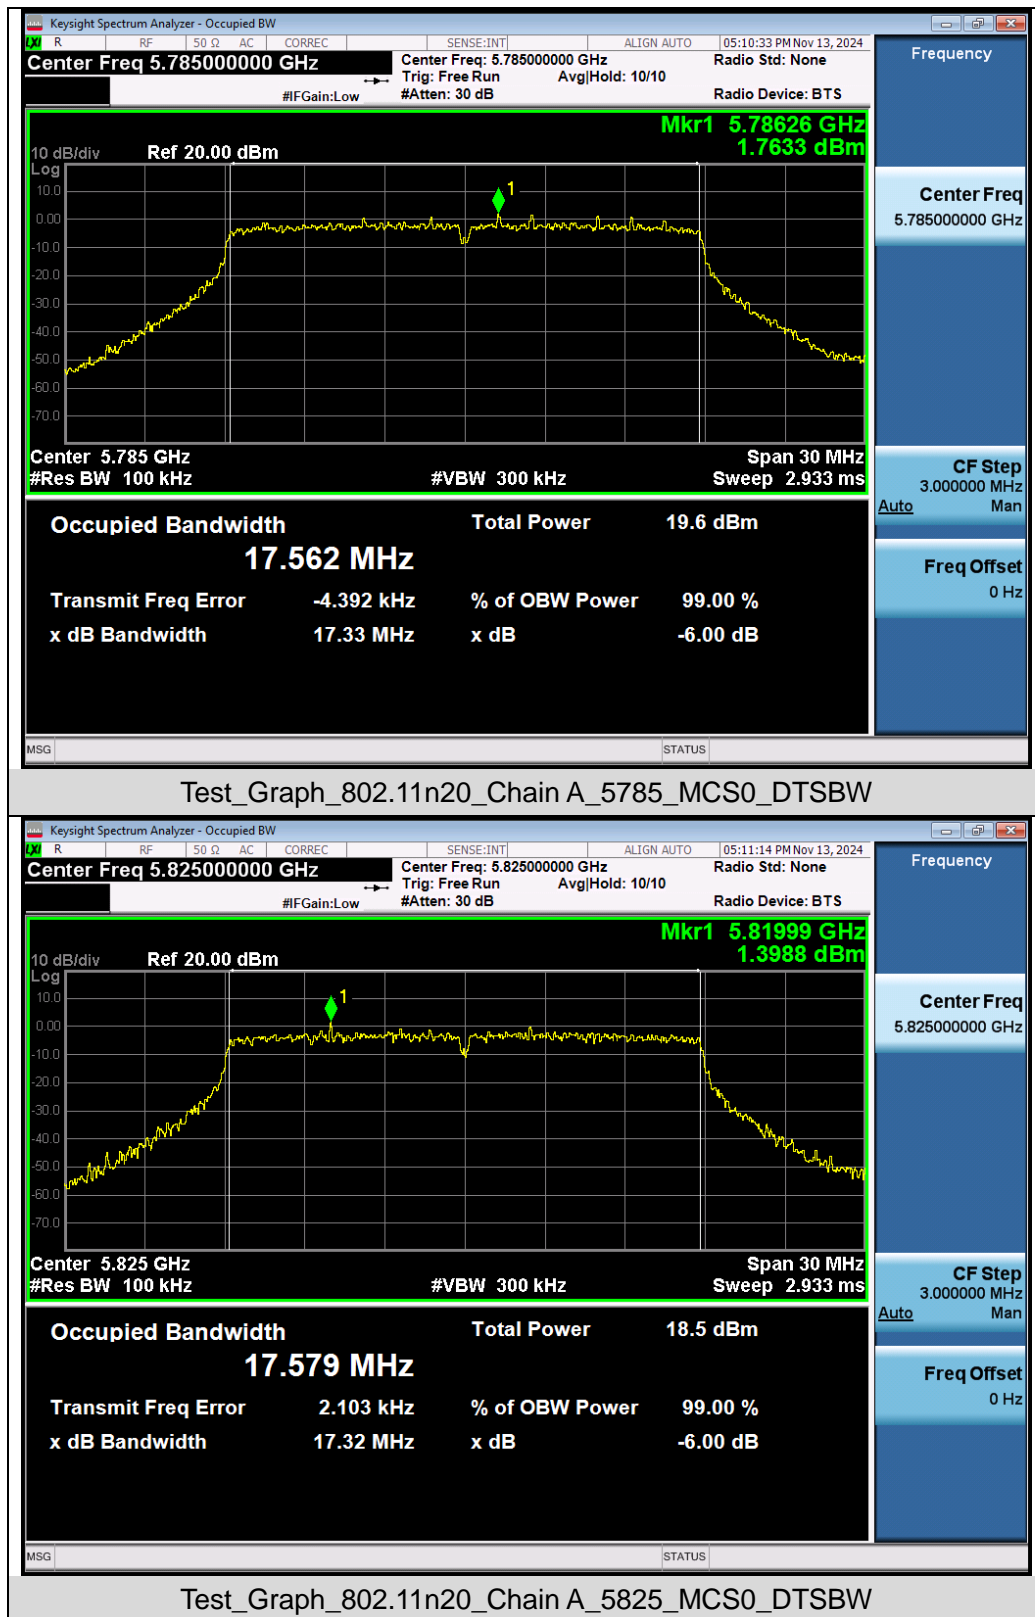 Keysight Spectrum Analyzer - Occupied BW
LXI R RF 50 Ω AC CORREC SENSE:INT ALIGN AUTO 05:10:33 PM Nov 13, 2024
Center Freq 5.785000000 GHz Center Freq: 5.785000000 GHz Radio Std: None
Trig: Free Run Avg|Hold: 10/10
#IFGain:Low #Atten: 30 dB Radio Device: BTS
Frequency
Mkr1 5.78626 GHz
1.7633 dBm
10 dB/div Ref 20.00 dBm
Log
10.0
0.00
-10.0
-20.0
-30.0
-40.0
-50.0
-60.0
-70.0
1
Center 5.785 GHz Span 30 MHz
#Res BW 100 kHz #VBW 300 kHz Sweep 2.933 ms
Center Freq
5.785000000 GHz
CF Step
3.000000 MHz
Auto Man
Freq Offset
0 Hz
Occupied Bandwidth Total Power 19.6 dBm
17.562 MHz
Transmit Freq Error -4.392 kHz % of OBW Power 99.00 %
x dB Bandwidth 17.33 MHz x dB -6.00 dB
MSG STATUS
Test_Graph_802.11n20_Chain A_5785_MCS0_DTSBW
Keysight Spectrum Analyzer - Occupied BW
LXI R RF 50 Ω AC CORREC SENSE:INT ALIGN AUTO 05:11:14 PM Nov 13, 2024
Center Freq 5.825000000 GHz Center Freq: 5.825000000 GHz Radio Std: None
Trig: Free Run Avg|Hold: 10/10
#IFGain:Low #Atten: 30 dB Radio Device: BTS
Frequency
Mkr1 5.81999 GHz
1.3988 dBm
10 dB/div Ref 20.00 dBm
Log
10.0
0.00
-10.0
-20.0
-30.0
-40.0
-50.0
-60.0
-70.0
1
Center 5.825 GHz Span 30 MHz
#Res BW 100 kHz #VBW 300 kHz Sweep 2.933 ms
Center Freq
5.825000000 GHz
CF Step
3.000000 MHz
Auto Man
Freq Offset
0 Hz
Occupied Bandwidth Total Power 18.5 dBm
17.579 MHz
Transmit Freq Error 2.103 kHz % of OBW Power 99.00 %
x dB Bandwidth 17.32 MHz x dB -6.00 dB
MSG STATUS
Test_Graph_802.11n20_Chain A_5825_MCS0_DTSBW